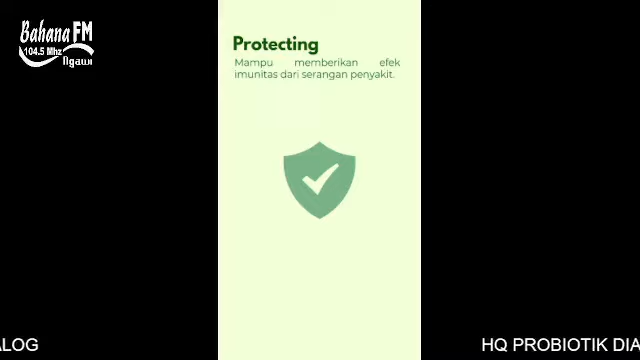 Bahana FM
104.5 Mhz
Ngawi
Protecting
Mampu memberikan efek
imunitas dari serangan penyakit.
ALOG
HQ PROBIOTIK DIA